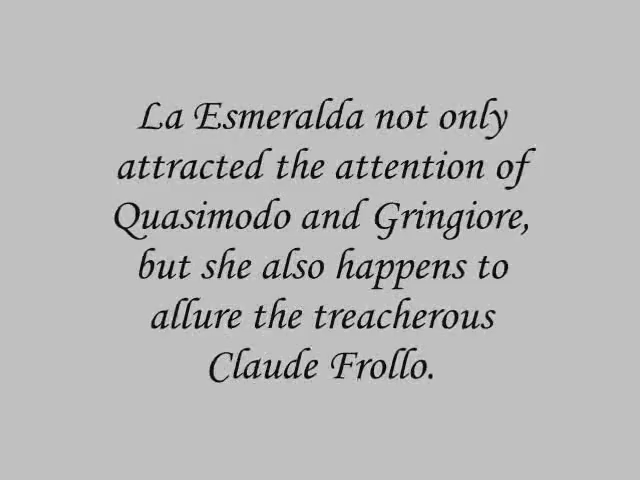 La Esmeralda not only
attracted the attention of
Quasimodo and Gringiore,
but she also happens to
allure the treacherous
Claude Frollo.